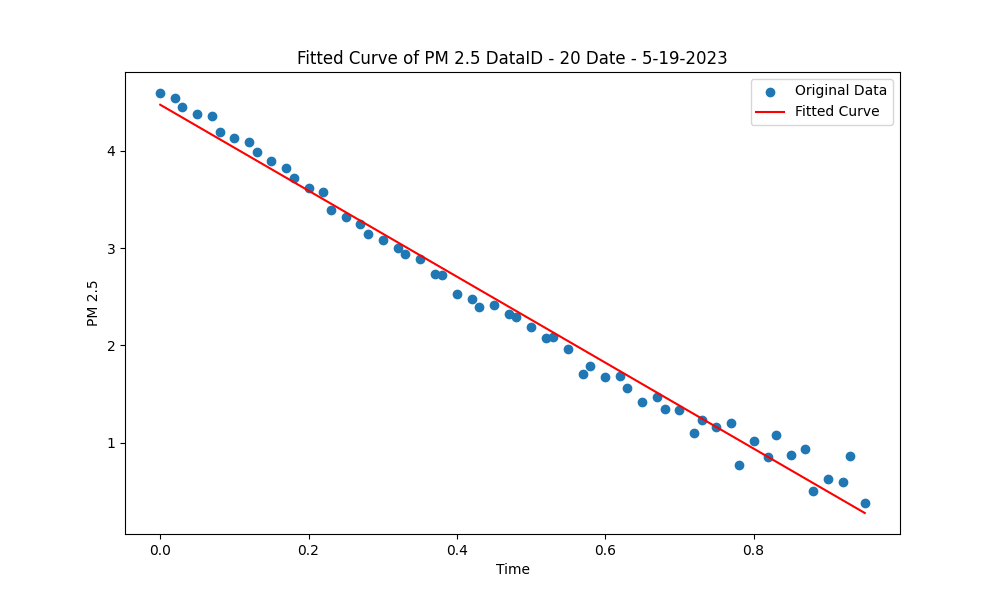 Fitted Curve of PM 2.5 DataID - 20 Date - 5-19-2023
Original Data
Fitted Curve
4
3
2
1
PM 2.5
0.0 0.2 0.4 0.6 0.8
Time